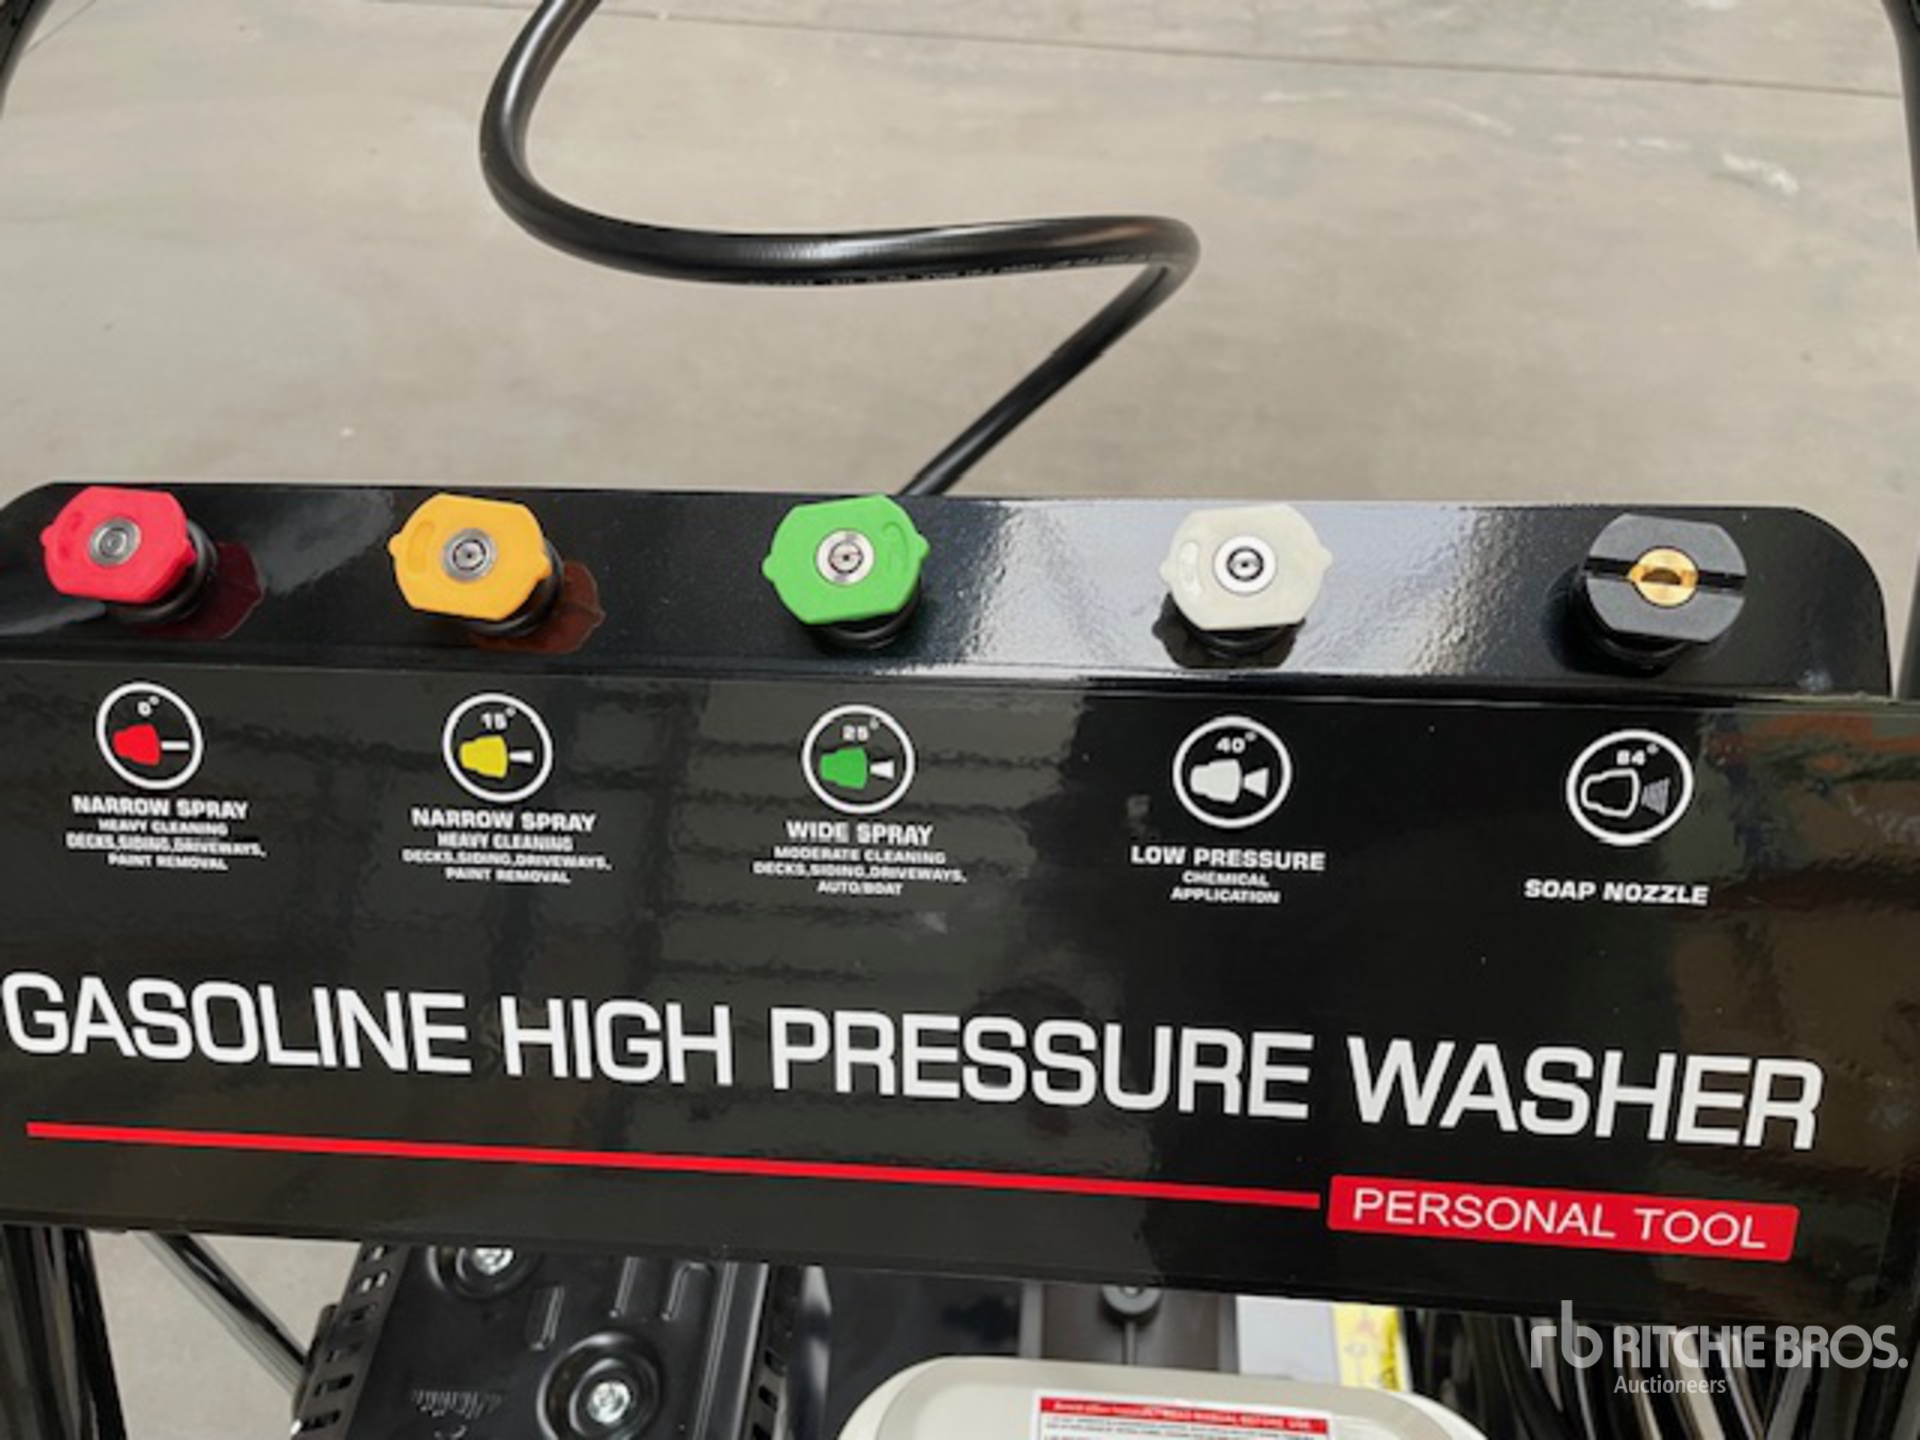 0°
NARROW SPRAY
HEAVY CLEANING
DECKS,SIDING,DRIVEWAYS,
PAINT REMOVAL
15°
NARROW SPRAY
HEAVY CLEANING
DECKS,SIDING,DRIVEWAYS,
PAINT REMOVAL
25°
WIDE SPRAY
MODERATE CLEANING
DECKS,SIDING,DRIVEWAYS,
AUTO/BOAT
40°
LOW PRESSURE
CHEMICAL
APPLICATION
64°
SOAP NOZZLE
GASOLINE HIGH PRESSURE WASHER
PERSONAL TOOL
rb RITCHIE BROS.
Auctioneers